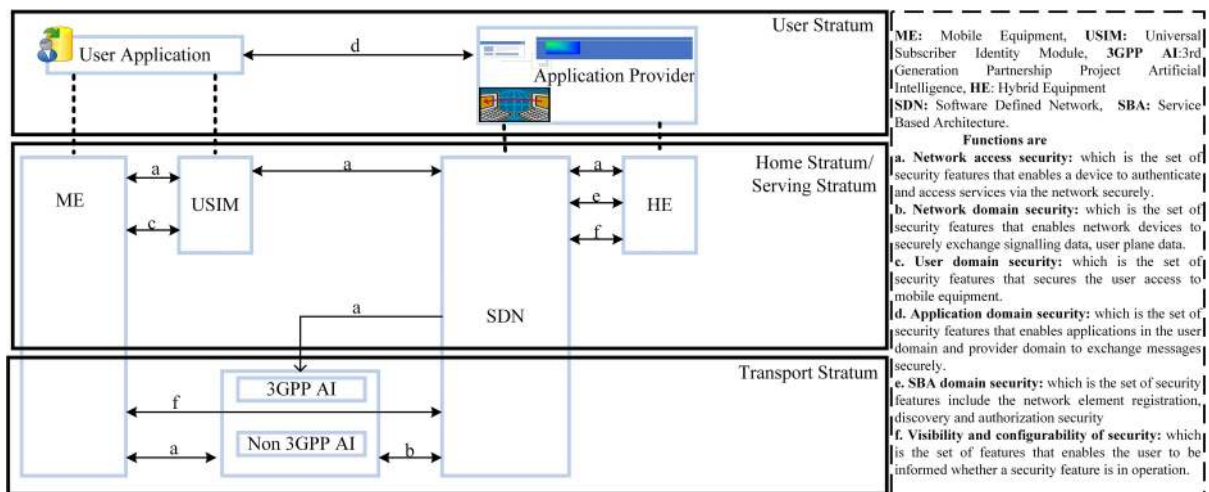 User Stratum
User Application
d
Application Provider
Home Stratum/
Serving Stratum
ME
a
USIM
a
a
HE
c
e
f
a
SDN
Transport Stratum
3GPP AI
f
Non 3GPP AI
a
b
ME: Mobile Equipment, USIM: Universal
Subscriber Identity Module, 3GPP AI:3rd
Generation Partnership Project Artificial
Intelligence, HE: Hybrid Equipment
SDN: Software Defined Network, SBA: Service
Based Architecture.
Functions are
a. Network access security: which is the set of
security features that enables a device to authenticate
and access services via the network securely.
b. Network domain security: which is the set of
security features that enables network devices to
securely exchange signalling data, user plane data.
c. User domain security: which is the set of
security features that secures the user access to
mobile equipment.
d. Application domain security: which is the set of
security features that enables applications in the user
domain and provider domain to exchange messages
securely.
e. SBA domain security: which is the set of security
features include the network element registration,
discovery and authorization security
f. Visibility and configurability of security: which
is the set of features that enables the user to be
informed whether a security feature is in operation.